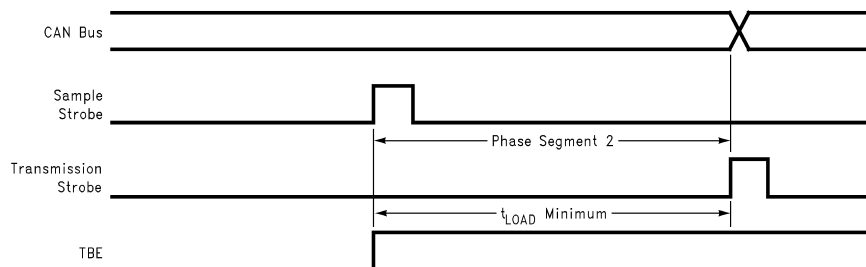 CAN Bus
Sample
Strobe
Phase Segment 2
Transmission
Strobe
tLOAD Minimum
TBE